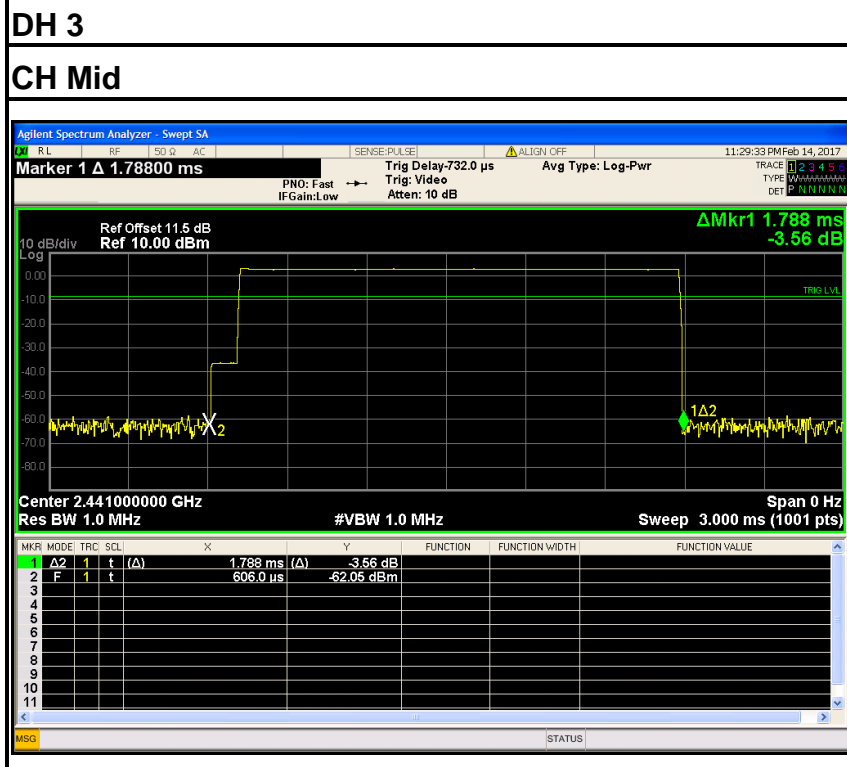 DH 3
CH Mid
Agilent Spectrum Analyzer - Swept SA
LXI RL RF 50 Ω AC SENSE:PULSE ALIGN OFF 11:29:33 PM Feb 14, 2017
Marker 1 Δ 1.78800 ms Trig Delay-732.0 µs Avg Type: Log-Pwr TRACE 1 2 3 4 5 6
PNO: Fast Trig: Video TYPE WWWWWW
IFGain:Low Atten: 10 dB DET P N N N N N
ΔMkr1 1.788 ms
-3.56 dB
Ref Offset 11.5 dB
10 dB/div Ref 10.00 dBm
Log
0.00
TRIG LVL
-10.0
-20.0
-30.0
-40.0
-50.0
1Δ2
-60.0
2
-70.0
-80.0
Center 2.441000000 GHz Span 0 Hz
Res BW 1.0 MHz #VBW 1.0 MHz Sweep 3.000 ms (1001 pts)
MKR MODE TRC SCL X Y FUNCTION FUNCTION WIDTH FUNCTION VALUE
1 Δ2 1 t (Δ) 1.788 ms (Δ) -3.56 dB
2 F 1 t 606.0 µs -62.05 dBm
3
4
5
6
7
8
9
10
11
MSG STATUS